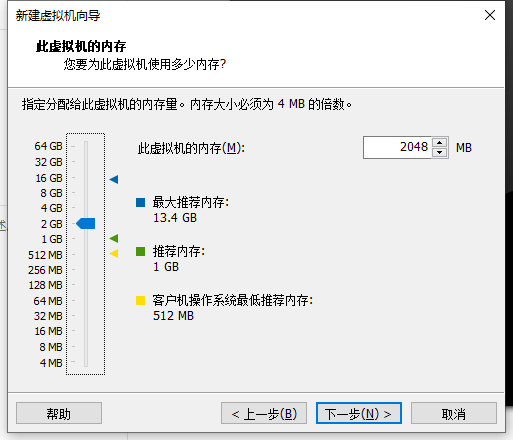 新建虚拟机向导
此虚拟机的内存
您要为此虚拟机使用多少内存?
指定分配给此虚拟机的内存量。内存大小必须为 4 MB 的倍数。
64 GB
32 GB
16 GB
8 GB
4 GB
2 GB
1 GB
512 MB
256 MB
128 MB
64 MB
32 MB
16 MB
8 MB
4 MB
此虚拟机的内存(M): 2048 MB
最大推荐内存:
13.4 GB
推荐内存:
1 GB
客户机操作系统最低推荐内存:
512 MB
帮助 < 上一步(B) 下一步(N) > 取消